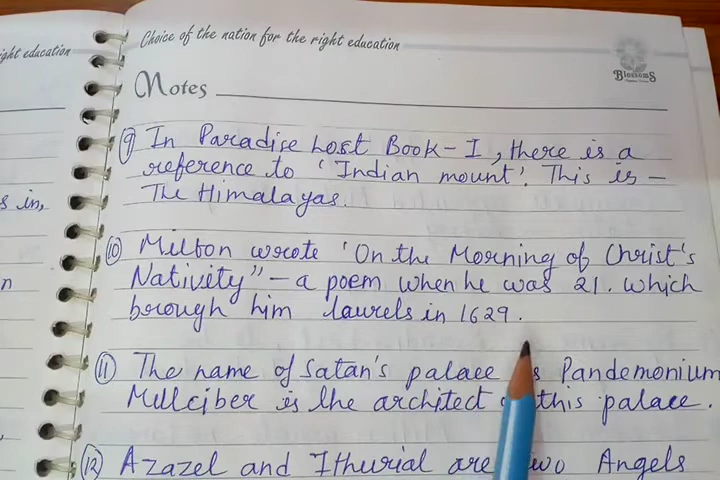 ight education
Choice of the nation for the right education
BlossomS
Notes
s in,
n
9 In Paradise Lost Book - I, there is a
reference to 'Indian mount'. This is -
The Himalayas.
10 Milton wrote 'On the Morning of Christ's
Nativity" - a poem when he was 21. which
brough him laurels in 1629.
11 The name of Satan's palace is Pandemonium
Mulciber is the architect of this palace.
12 Azazel and Ithurial are two Angels